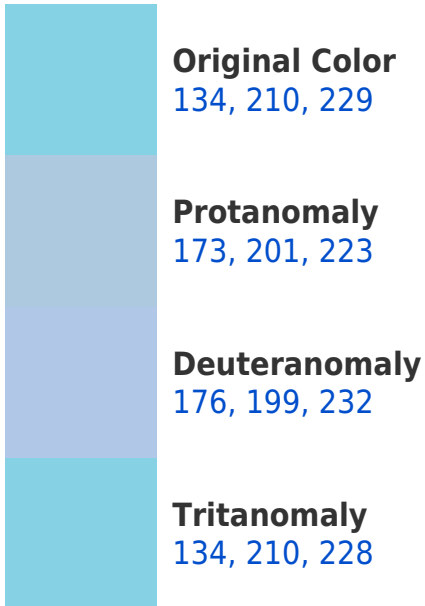 Original Color
134, 210, 229
Protanomaly
173, 201, 223
Deuteranomaly
176, 199, 232
Tritanomaly
134, 210, 228